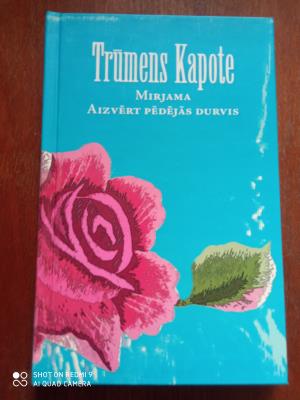 Trūmens Kapote
Mirjama
Aizvērt pēdējās durvis
SHOT ON REDMI 9
AI QUAD CAMERA